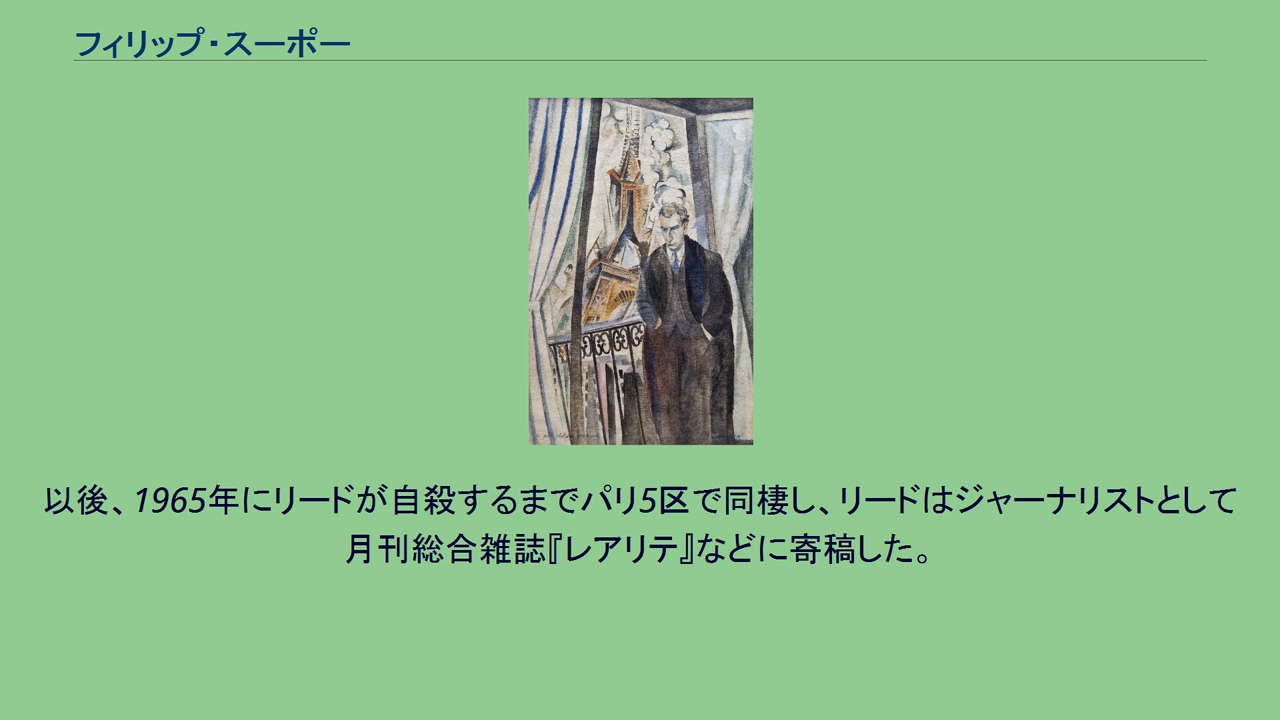 フィリップ・スーポー
以後、1965年にリードが自殺するまでパリ5区で同棲し、リードはジャーナリストとして
月刊総合雑誌『レアリテ』などに寄稿した。